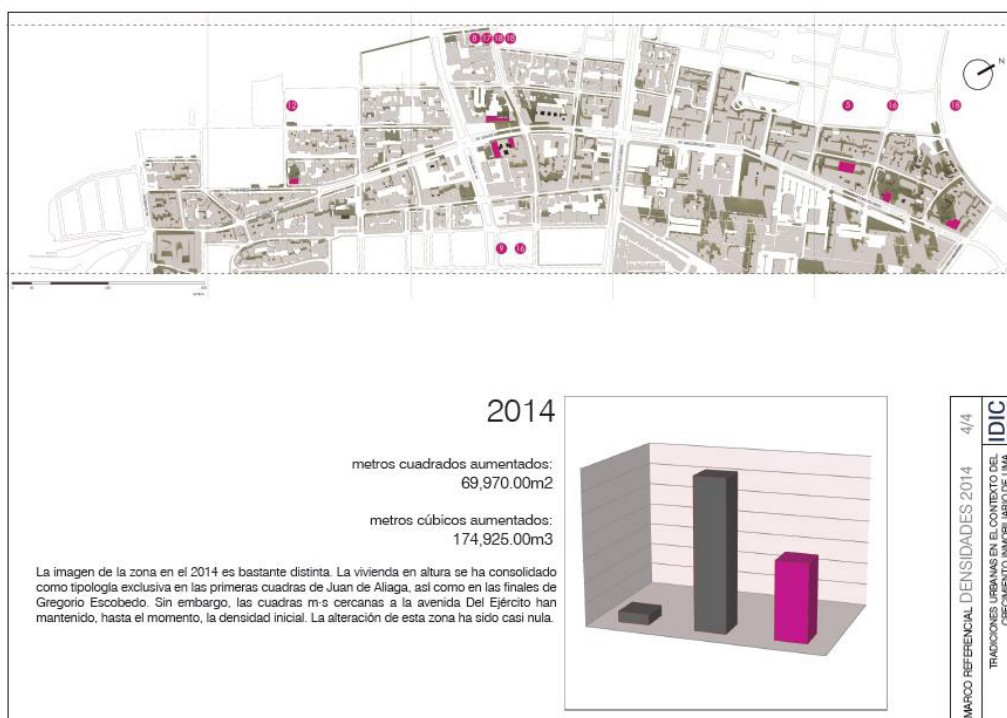 8 17 18 18
N
12
5 16 18
9 16
2014
metros cuadrados aumentados:
69,970.00m2
metros cúbicos aumentados:
174,925.00m3
La imagen de la zona en el 2014 es bastante distinta. La vivienda en altura se ha consolidado
como tipología exclusiva en las primeras cuadras de Juan de Aliaga, así como en las finales de
Gregorio Escobedo. Sin embargo, las cuadras m·s cercanas a la avenida Del Ejército han
mantenido, hasta el momento, la densidad inicial. La alteración de esta zona ha sido casi nula.
MARCO REFERENCIAL DENSIDADES 2014 4/4
TRADICIONES URBANAS EN EL CONTEXTO DEL
CRECIMIENTO INMOBILIARIO DE LIMA
IDIC